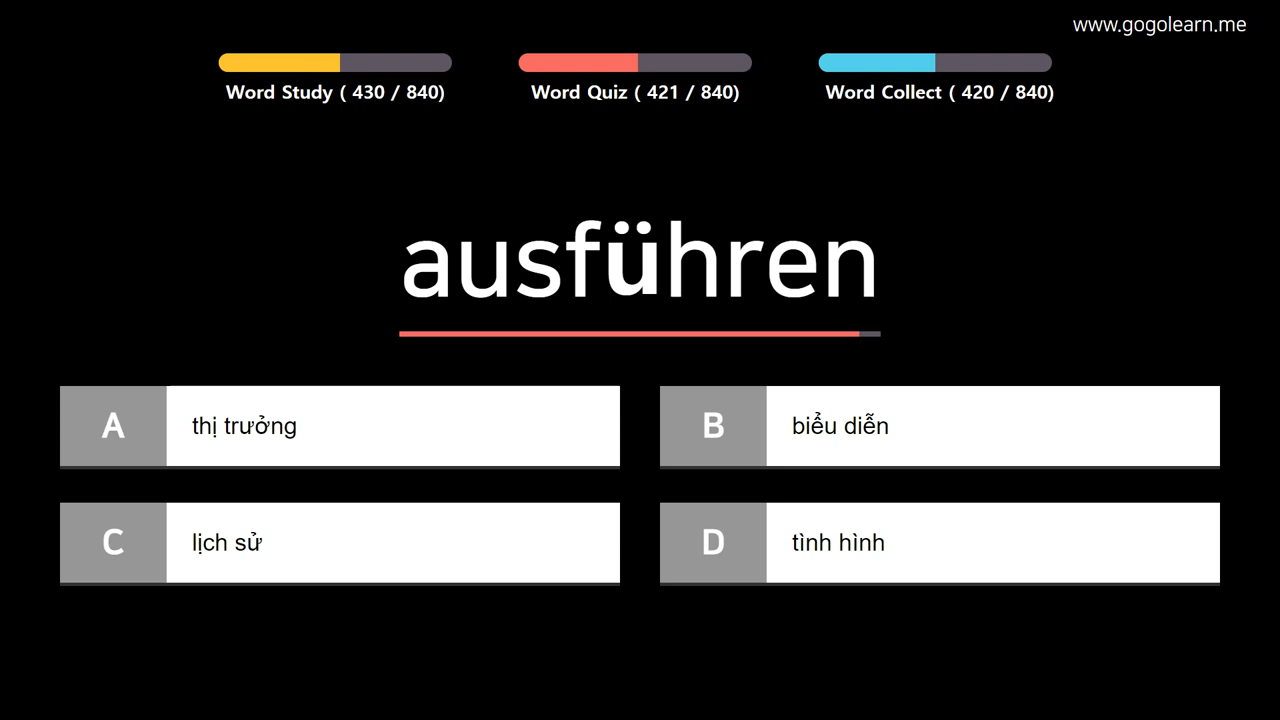 www.gogolearn.me
Word Study ( 430 / 840)
Word Quiz ( 421 / 840)
Word Collect ( 420 / 840)
ausführen
A
thị trưởng
B
biểu diễn
C
lịch sử
D
tình hình